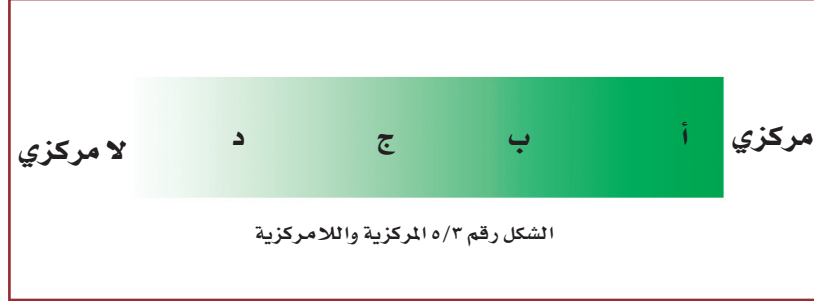 مركزي أ ب ج د لا مركزي
الشكل رقم ٥/٣ المركزية واللامركزية